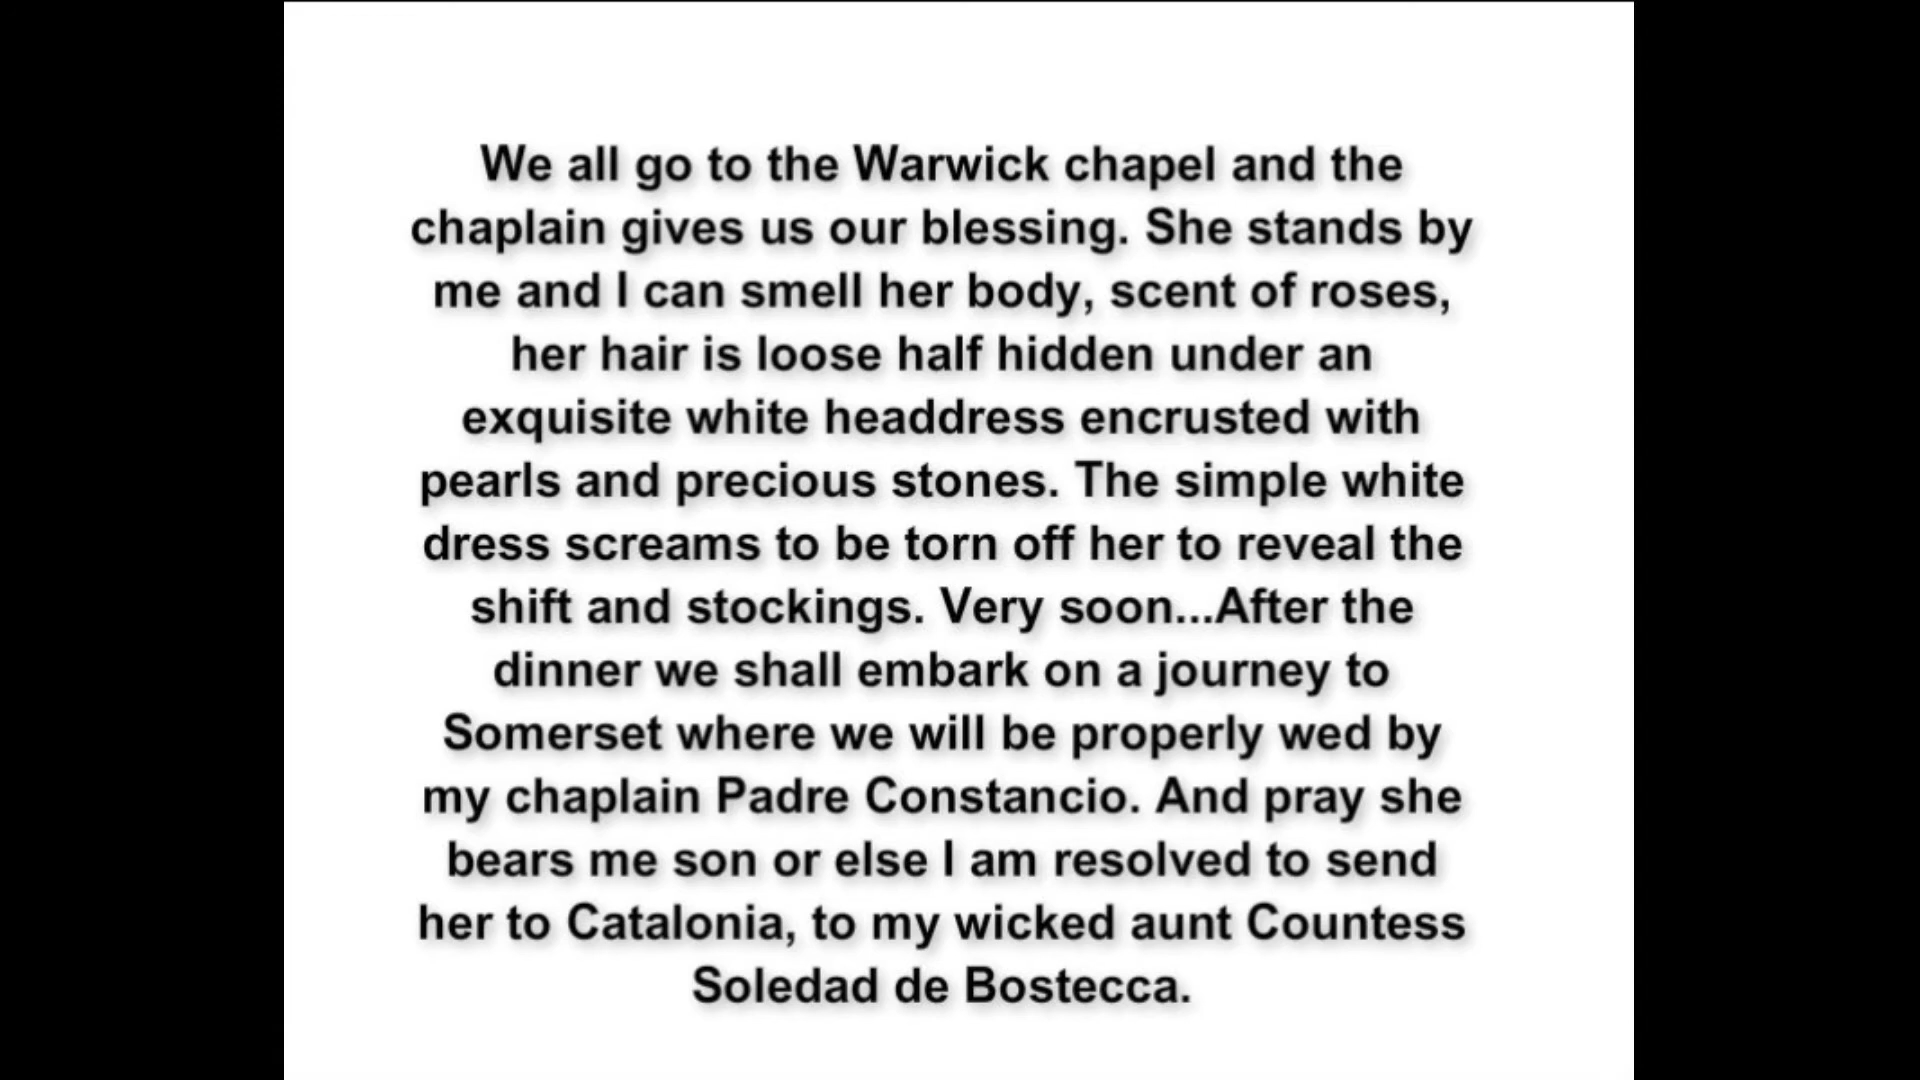 We all go to the Warwick chapel and the
chaplain gives us our blessing. She stands by
me and I can smell her body, scent of roses,
her hair is loose half hidden under an
exquisite white headdress encrusted with
pearls and precious stones. The simple white
dress screams to be torn off her to reveal the
shift and stockings. Very soon...After the
dinner we shall embark on a journey to
Somerset where we will be properly wed by
my chaplain Padre Constancio. And pray she
bears me son or else I am resolved to send
her to Catalonia, to my wicked aunt Countess
Soledad de Bostecca.